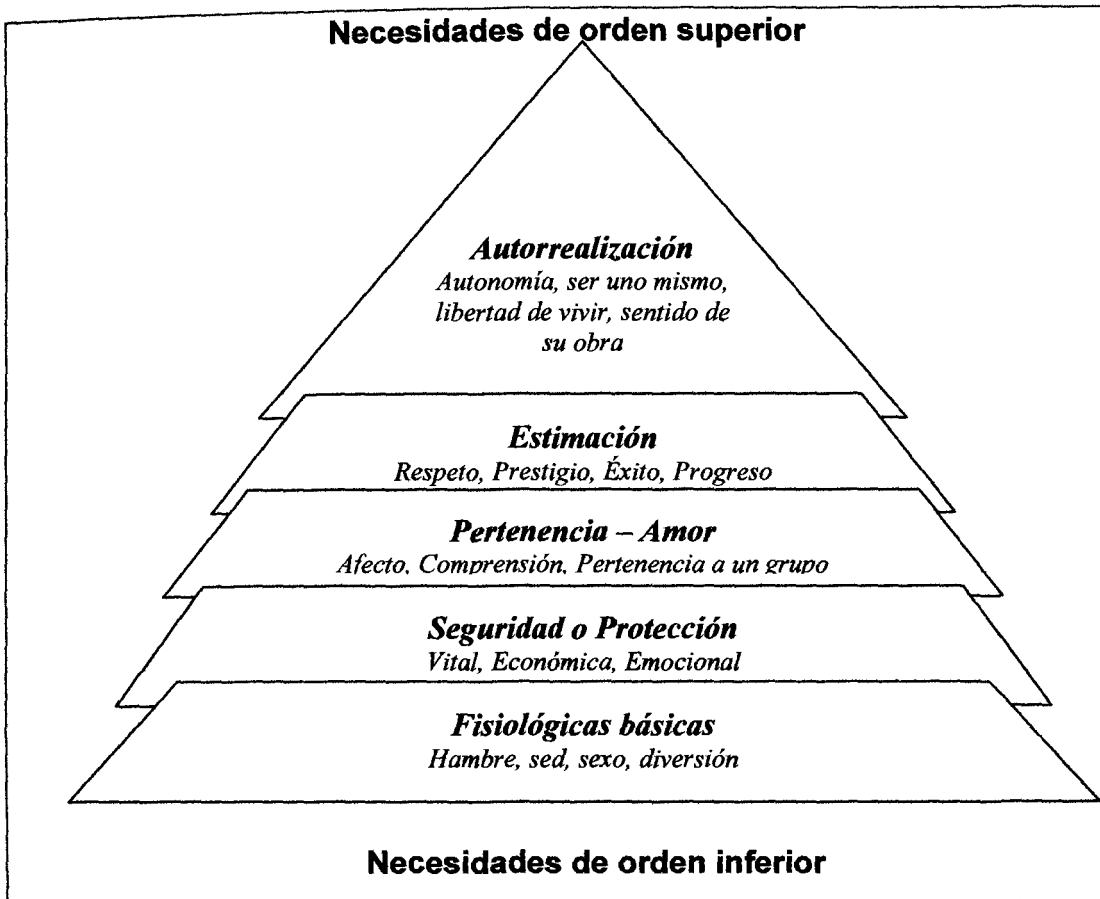 Necesidades de orden superior
Autorrealización
Autonomía, ser uno mismo,
libertad de vivir, sentido de
su obra
Estimación
Respeto, Prestigio, Éxito, Progreso
Pertenencia – Amor
Afecto, Comprensión, Pertenencia a un grupo
Seguridad o Protección
Vital, Económica, Emocional
Fisiológicas básicas
Hambre, sed, sexo, diversión
Necesidades de orden inferior